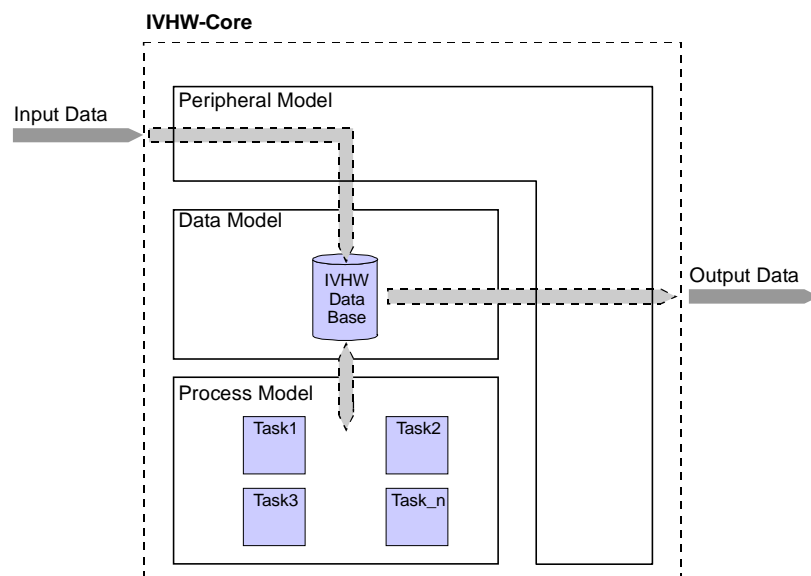 IVHW-Core
Peripheral Model
Input Data
Data Model
IVHW
Data
Base
Output Data
Process Model
Task1
Task2
Task3
Task_n